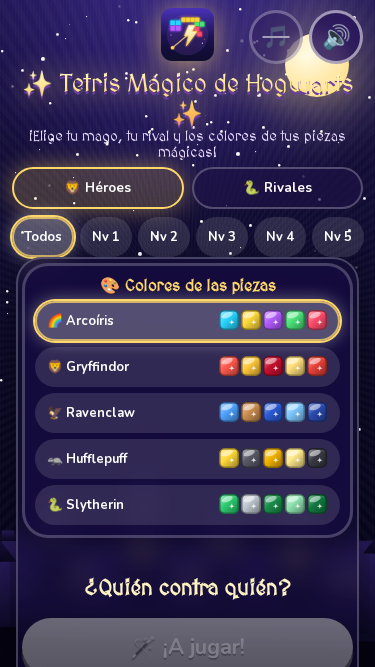 Tetris Mágico de Hogwarts
¡Elige tu mago, tu rival y los colores de tus piezas
mágicas!
Héroes
Rivales
Todos
Nv 1
Nv 2
Nv 3
Nv 4
Nv 5
Colores de las piezas
Arcoíris
Gryffindor
Ravenclaw
Hufflepuff
Slytherin
¿Quién contra quién?
¡A jugar!